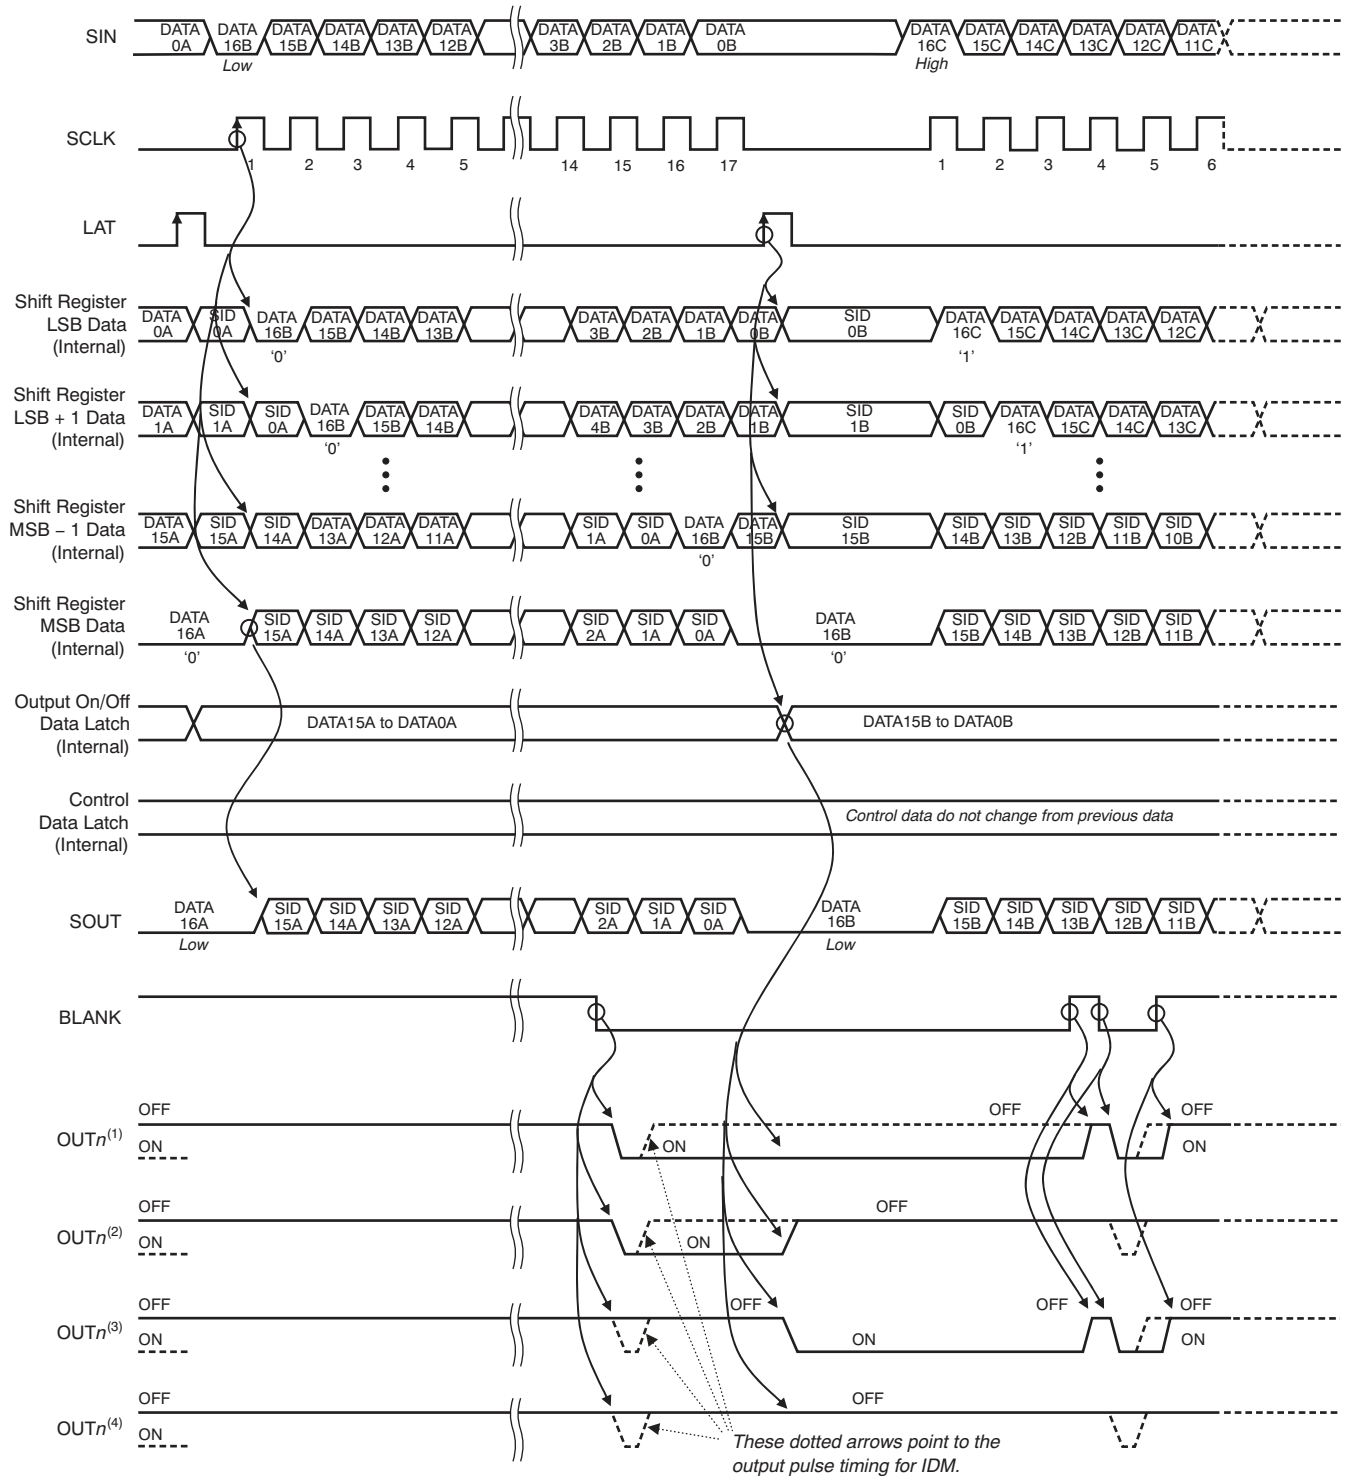 SIN
DATA 0A
DATA 16B
DATA 15B
DATA 14B
DATA 13B
DATA 12B
DATA 3B
DATA 2B
DATA 1B
DATA 0B
DATA 16C
DATA 15C
DATA 14C
DATA 13C
DATA 12C
DATA 11C
Low
High
SCLK
1 2 3 4 5 14 15 16 17 1 2 3 4 5 6
LAT
Shift Register
LSB Data
(Internal)
DATA 0A
SID 0A
DATA 16B
DATA 15B
DATA 14B
DATA 13B
DATA 3B
DATA 2B
DATA 1B
DATA 0B
SID 0B
DATA 16C
DATA 15C
DATA 14C
DATA 13C
DATA 12C
‘0’
‘1’
Shift Register
LSB + 1 Data
(Internal)
DATA 1A
SID 1A
SID 0A
DATA 16B
DATA 15B
DATA 14B
DATA 4B
DATA 3B
DATA 2B
DATA 1B
SID 1B
SID 0B
DATA 16C
DATA 15C
DATA 14C
DATA 13C
‘0’
‘1’
Shift Register
MSB – 1 Data
(Internal)
DATA 15A
SID 15A
SID 14A
DATA 13A
DATA 12A
DATA 11A
SID 1A
SID 0A
DATA 16B
DATA 15B
SID 15B
SID 14B
SID 13B
SID 12B
SID 11B
SID 10B
‘0’
Shift Register
MSB Data
(Internal)
DATA 16A
SID 15A
SID 14A
SID 13A
SID 12A
SID 2A
SID 1A
SID 0A
DATA 16B
SID 15B
SID 14B
SID 13B
SID 12B
SID 11B
‘0’
‘0’
Output On/Off
Data Latch
(Internal)
DATA15A to DATA0A
DATA15B to DATA0B
Control
Data Latch
(Internal)
Control data do not change from previous data
SOUT
DATA 16A
SID 15A
SID 14A
SID 13A
SID 12A
SID 2A
SID 1A
SID 0A
DATA 16B
SID 15B
SID 14B
SID 13B
SID 12B
SID 11B
Low
Low
BLANK
OUTn(1)
OFF
ON
ON
OFF
OFF
ON
OUTn(2)
OFF
ON
ON
OFF
OUTn(3)
OFF
ON
OFF
ON
OFF
OFF
ON
OUTn(4)
OFF
ON
OFF
These dotted arrows point to the
output pulse timing for IDM.